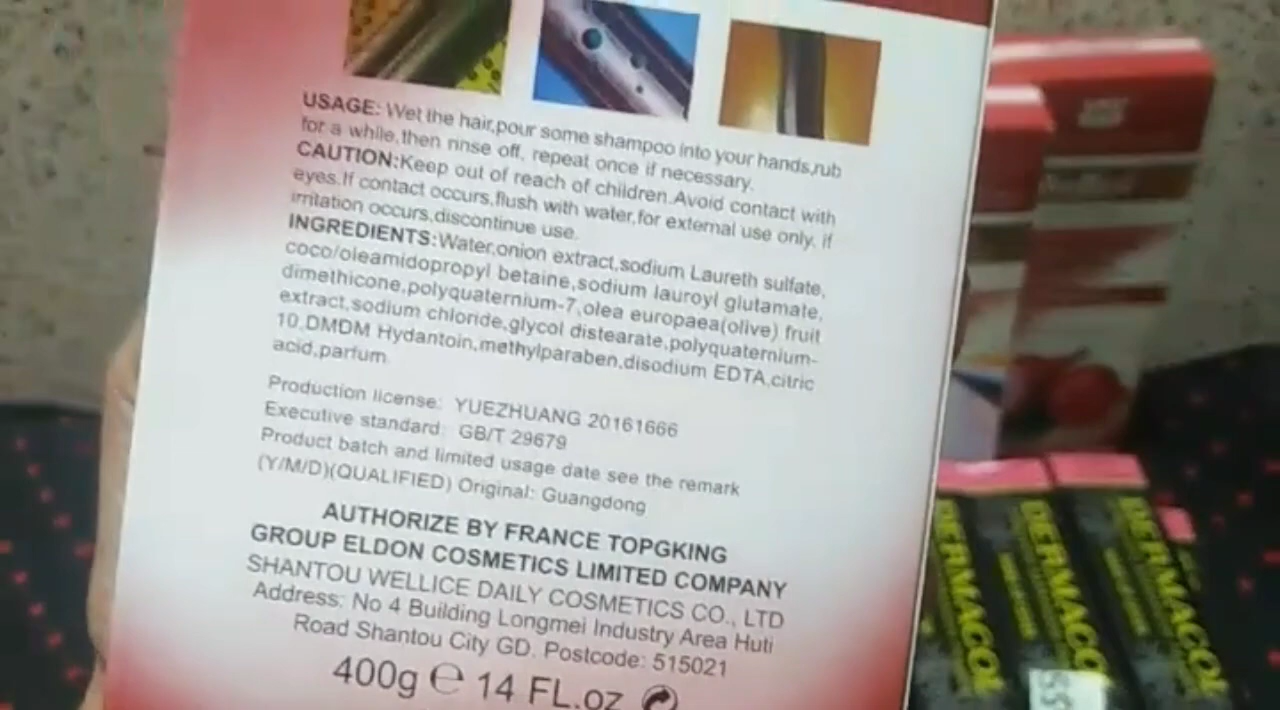 USAGE: Wet the hair,pour some shampoo into your hands,rub
for a while,then rinse off, repeat once if necessary.
CAUTION:Keep out of reach of children.Avoid contact with
eyes.If contact occurs,flush with water,for external use only, if
irritation occurs,discontinue use.
INGREDIENTS:Water,onion extract,sodium Laureth sulfate,
coco/oleamidopropyl betaine,sodium lauroyl glutamate,
dimethicone,polyquaternium-7,olea europaea(olive) fruit
extract,sodium chloride,glycol distearate,polyquaternium-
10,DMDM Hydantoin,methylparaben,disodium EDTA,citric
acid,parfum.
Production license: YUEZHUANG 20161666
Executive standard: GB/T 29679
Product batch and limited usage date see the remark
(Y/M/D)(QUALIFIED) Original: Guangdong
AUTHORIZE BY FRANCE TOPGKING
GROUP ELDON COSMETICS LIMITED COMPANY
SHANTOU WELLICE DAILY COSMETICS CO., LTD
Address: No 4 Building Longmei Industry Area Huti
Road Shantou City GD. Postcode: 515021
400g ℮ 14 FL.oz
DERMACOL
DERMACOL
DERMACOL